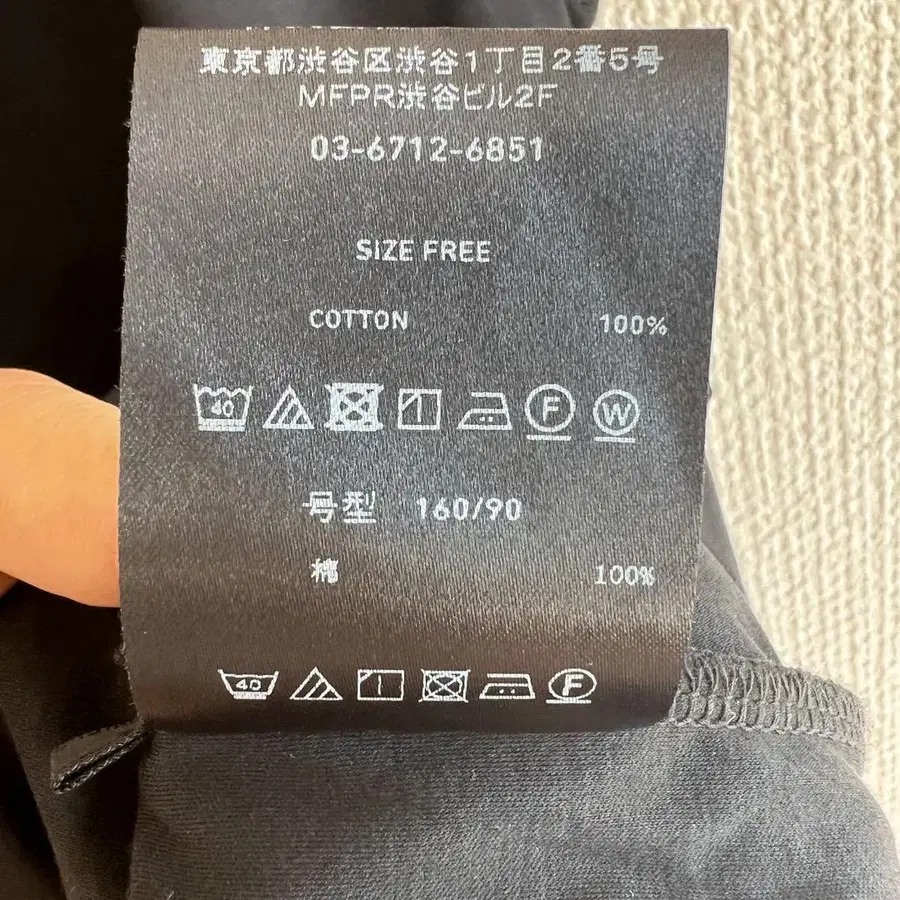 東京都渋谷区渋谷1丁目2番5号
MFPR渋谷ビル2F
03-6712-6851
SIZE FREE
COTTON 100%
40 F W
号型 160/90
棉 100%
40 F